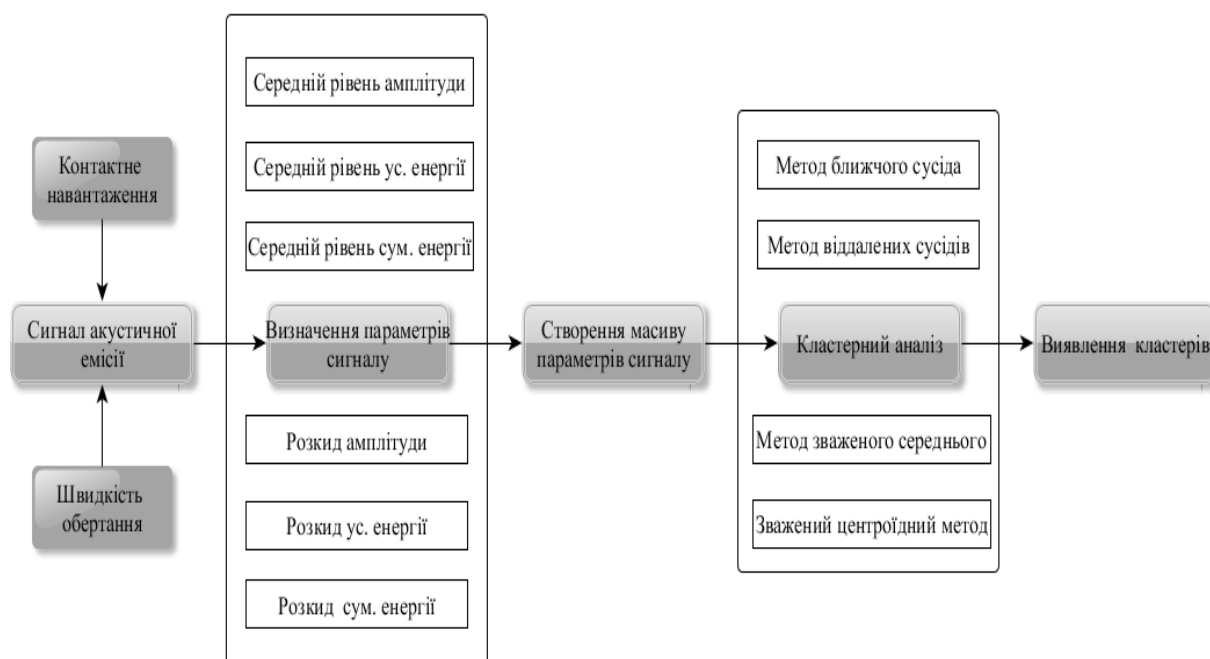 Контактне
навантаження
Сигнал акустичної
емісії
Швидкість
обертання
Середній рівень амплітуди
Середній рівень ус. енергії
Середній рівень сум. енергії
Визначення параметрів
сигналу
Розкид амплітуди
Розкид ус. енергії
Розкид сум. енергії
Створення масиву
параметрів сигналу
Метод ближчого сусіда
Метод віддалених сусідів
Кластерний аналіз
Метод зваженого середнього
Зважений центроїдний метод
Виявлення кластерів